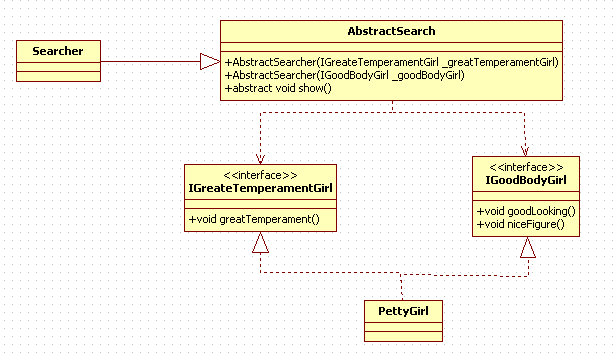 AbstractSearch
Searcher
+AbstractSearcher(IGreateTemperamentGirl _greatTemperamentGirl)
+AbstractSearcher(IGoodBodyGirl _goodBodyGirl)
+abstract void show()
<<interface>>
IGreateTemperamentGirl
+void greatTemperament()
<<interface>>
IGoodBodyGirl
+void goodLooking()
+void niceFigure()
PettyGirl